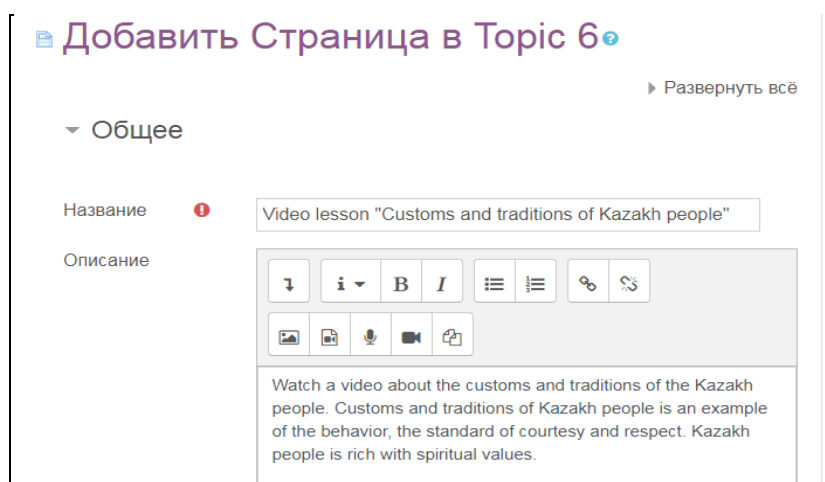 Добавить Страница в Topic 6
Развернуть всё
Общее
Название
Video lesson "Customs and traditions of Kazakh people"
Описание
i B I
Watch a video about the customs and traditions of the Kazakh
people. Customs and traditions of Kazakh people is an example
of the behavior, the standard of courtesy and respect. Kazakh
people is rich with spiritual values.